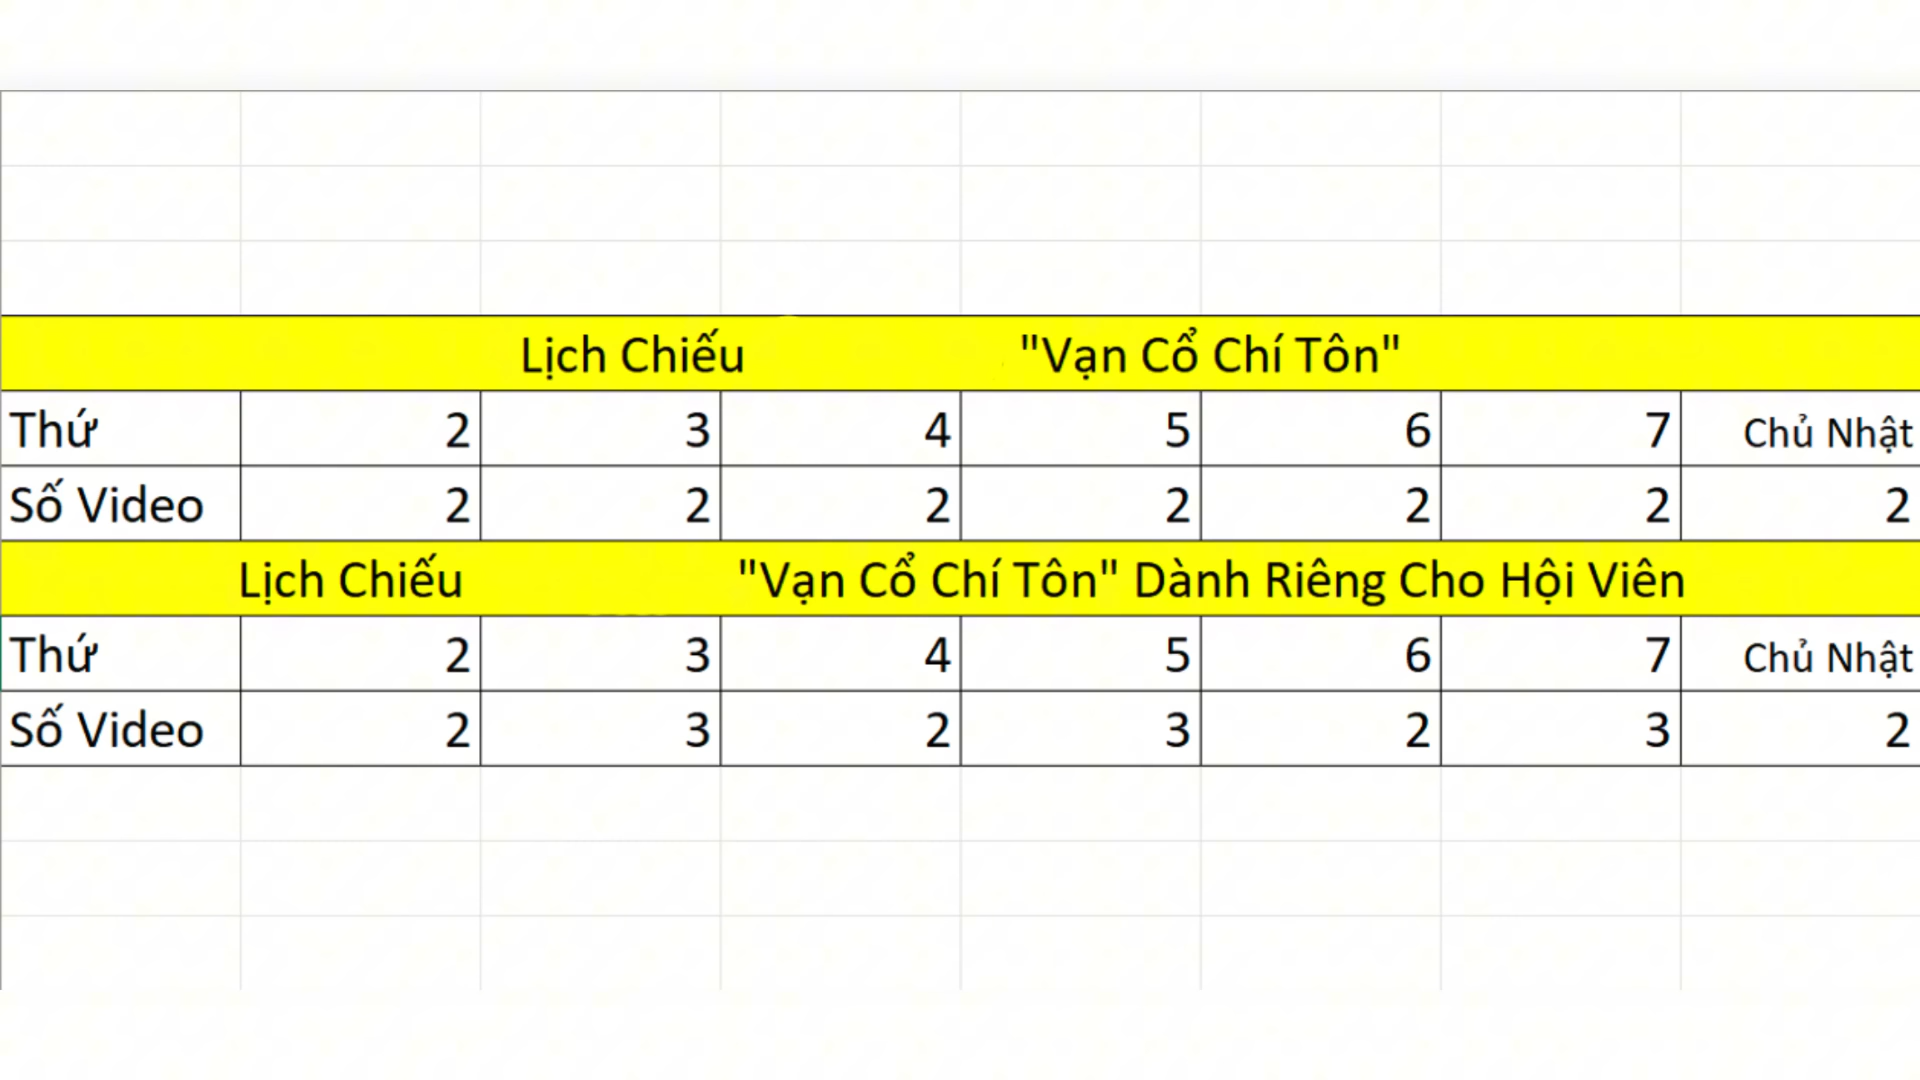 Lịch Chiếu "Vạn Cổ Chí Tôn"
Thứ 2 3 4 5 6 7 Chủ Nhật
Số Video 2 2 2 2 2 2 2
Lịch Chiếu "Vạn Cổ Chí Tôn" Dành Riêng Cho Hội Viên
Thứ 2 3 4 5 6 7 Chủ Nhật
Số Video 2 3 2 3 2 3 2